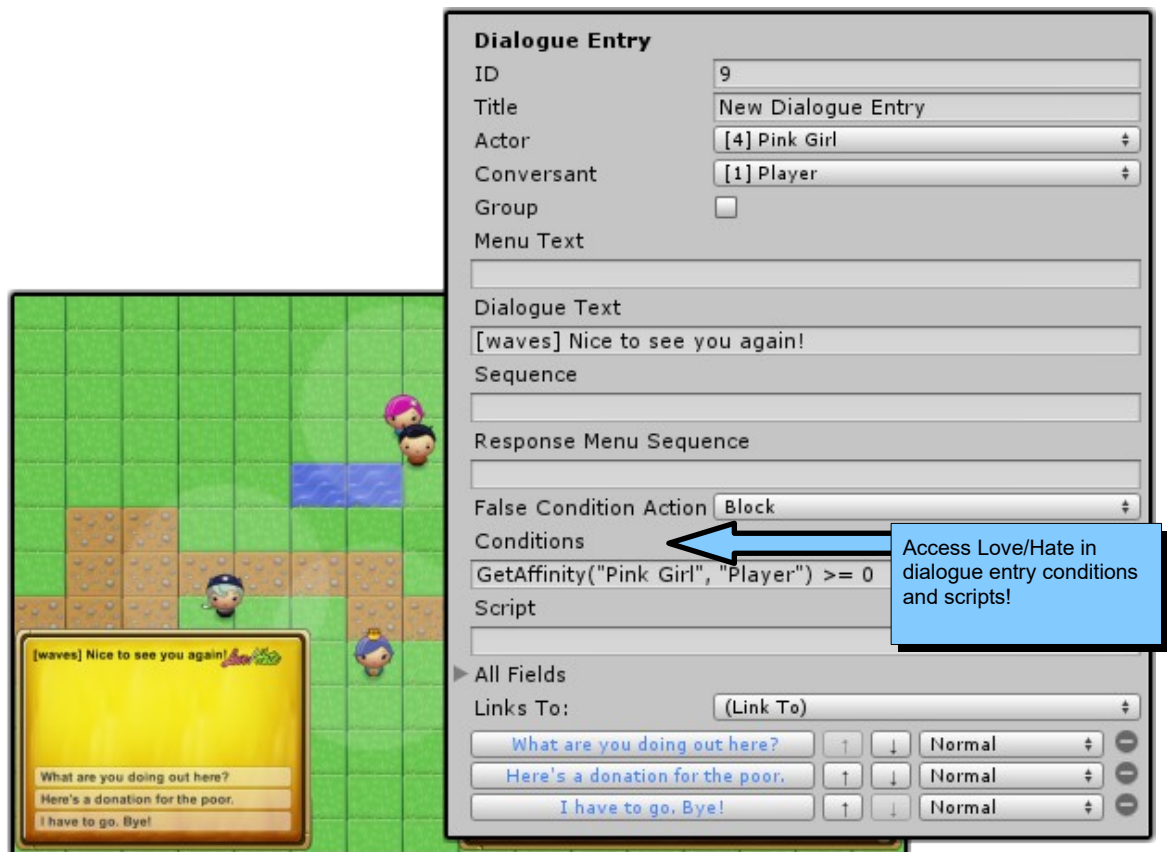 Dialogue Entry
ID 9
Title New Dialogue Entry
Actor [4] Pink Girl
Conversant [1] Player
Group
Menu Text
Dialogue Text
[waves] Nice to see you again!
Sequence
Response Menu Sequence
False Condition Action Block
Conditions
GetAffinity("Pink Girl", "Player") >= 0
Script
All Fields
Links To: (Link To)
What are you doing out here? ↑ ↓ Normal
Here's a donation for the poor. ↑ ↓ Normal
I have to go. Bye! ↑ ↓ Normal
Access Love/Hate in
dialogue entry conditions
and scripts!
[waves] Nice to see you again! Love/Hate
What are you doing out here?
Here's a donation for the poor.
I have to go. Bye!